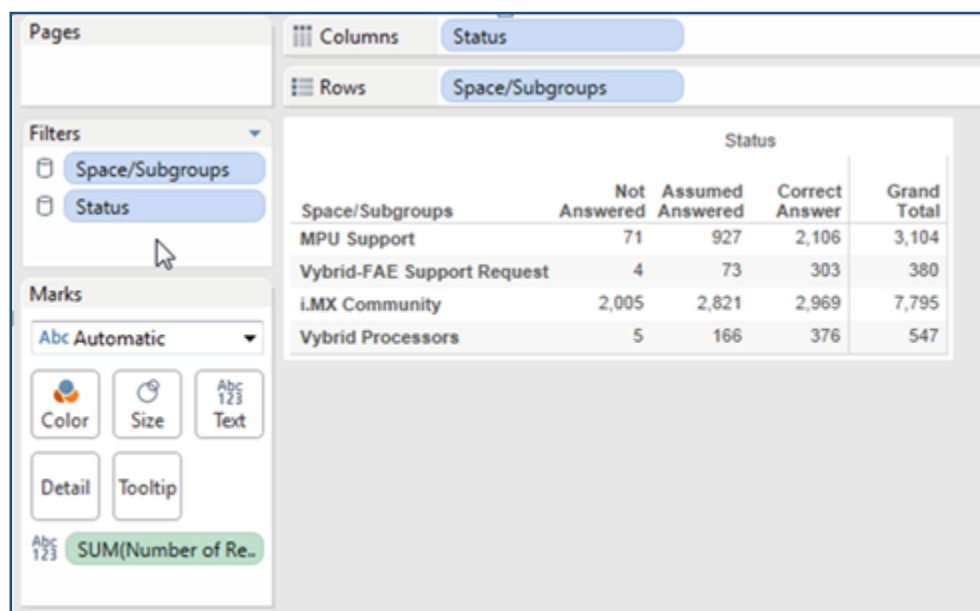 Pages
Columns Status
Rows Space/Subgroups
Filters
Space/Subgroups
Status
Marks
Abc Automatic
Color Size Abc 123 Text
Detail Tooltip
Abc 123 SUM(Number of Re..
Status
Space/Subgroups Not Answered Assumed Answered Correct Answer Grand Total
MPU Support 71 927 2,106 3,104
Vybrid-FAE Support Request 4 73 303 380
i.MX Community 2,005 2,821 2,969 7,795
Vybrid Processors 5 166 376 547